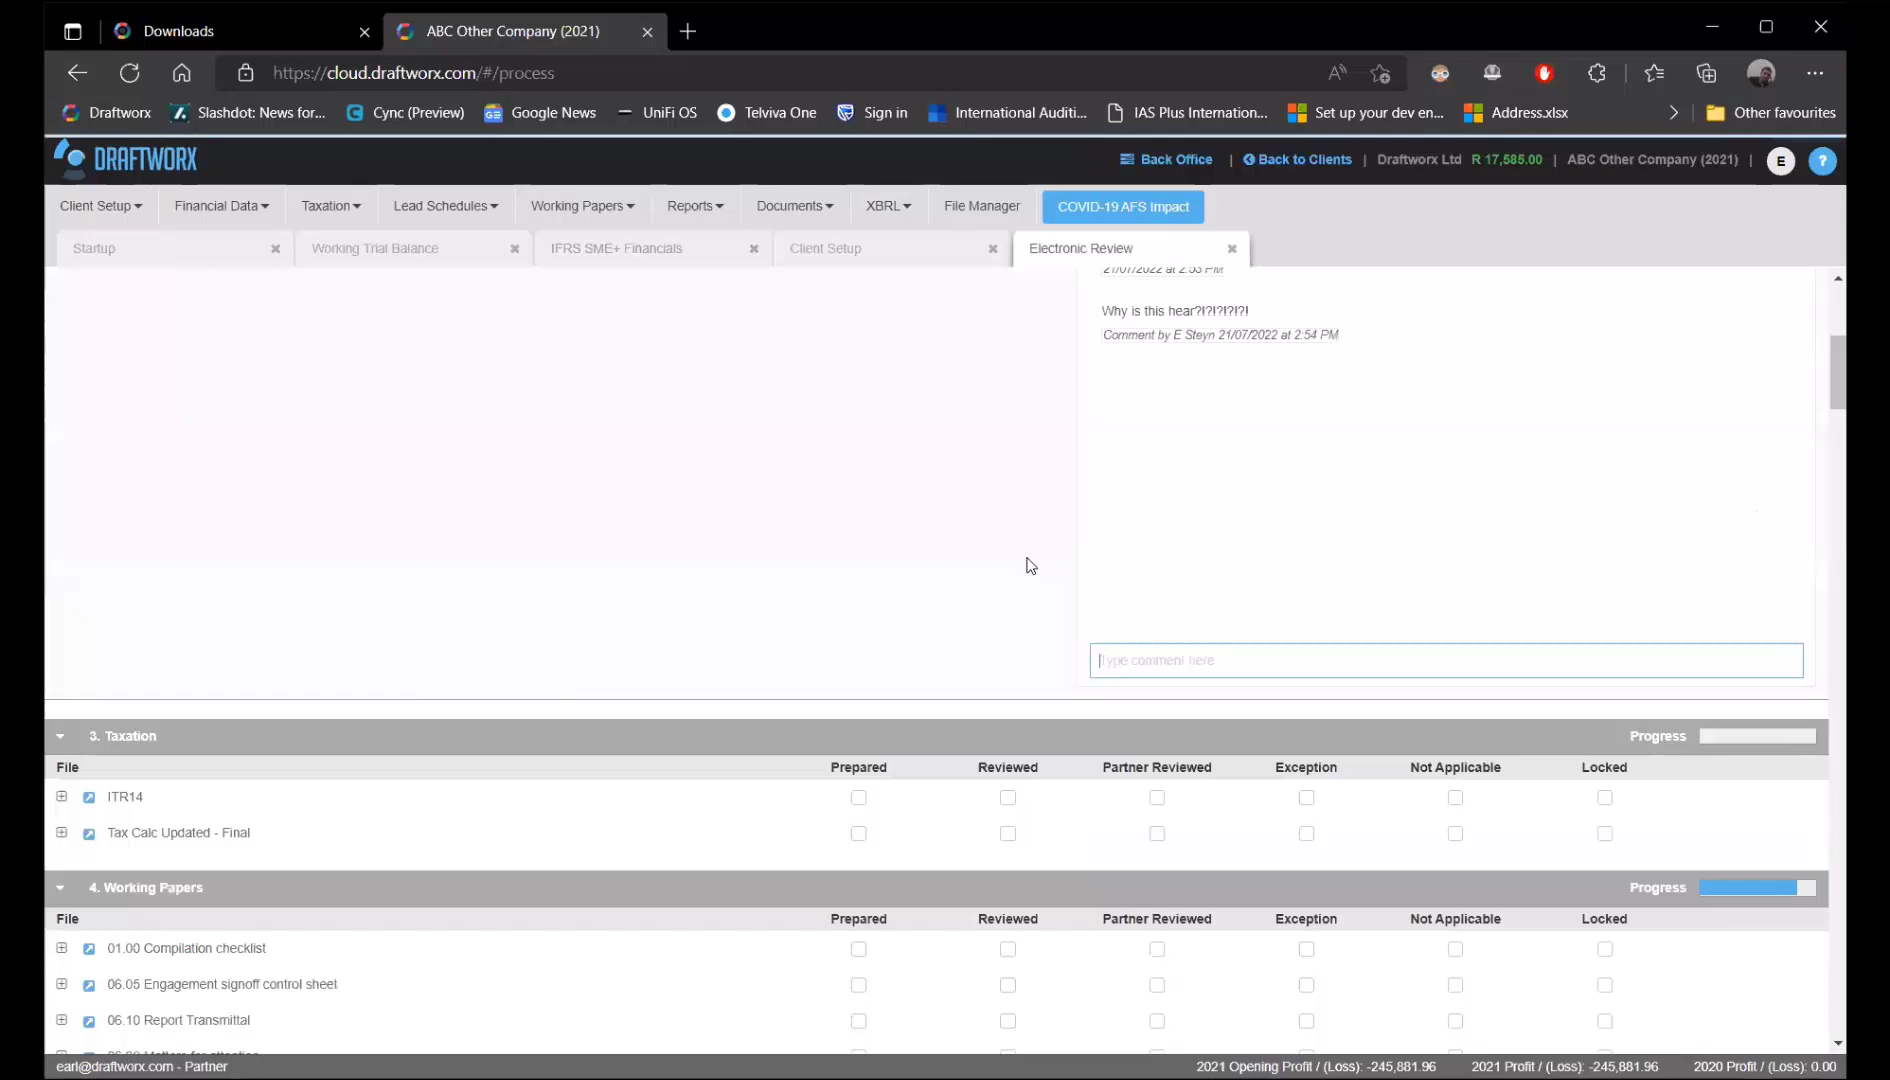 Downloads
ABC Other Company (2021)
https://cloud.draftworx.com/#/process
Draftworx
Slashdot: News for...
Cync (Preview)
Google News
UniFi OS
Telviva One
Sign in
International Auditi...
IAS Plus Internation...
Set up your dev en...
Address.xlsx
Other favourites
DRAFTWORX
Back Office | Back to Clients | Draftworx Ltd R 17,585.00 | ABC Other Company (2021) | E ?
Client Setup
Financial Data
Taxation
Lead Schedules
Working Papers
Reports
Documents
XBRL
File Manager
COVID-19 AFS Impact
Startup
Working Trial Balance
IFRS SME+ Financials
Client Setup
Electronic Review
21/07/2022 at 2:53 PM
Why is this hear?!?!?!?!?!
Comment by E Steyn 21/07/2022 at 2:54 PM
Type comment here
3. Taxation Progress
File Prepared Reviewed Partner Reviewed Exception Not Applicable Locked
ITR14
Tax Calc Updated - Final
4. Working Papers Progress
File Prepared Reviewed Partner Reviewed Exception Not Applicable Locked
01.00 Compilation checklist
06.05 Engagement signoff control sheet
06.10 Report Transmittal
earl@draftworx.com - Partner 2021 Opening Profit / (Loss): -245,881.96 2021 Profit / (Loss): -245,881.96 2020 Profit / (Loss): 0.00